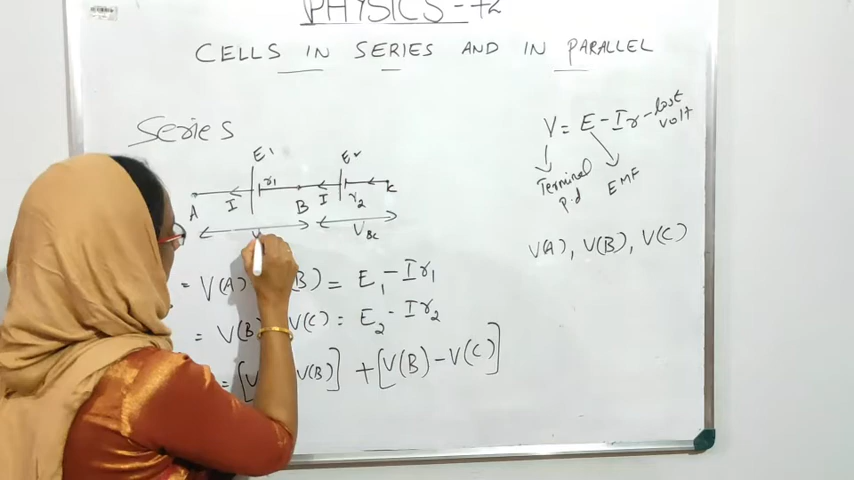 PHYSICS - +2
CELLS IN SERIES AND IN PARALLEL
Series
E1 E2
r1 r2
A I B I C
V VBC
V = E - Ir - lost volt
Terminal p.d
EMF
V(A), V(B), V(C)
= V(A) (B) = E1 - Ir1
= V(B) V(C) = E2 - Ir2
= [V V(B)] + [V(B) - V(C)]